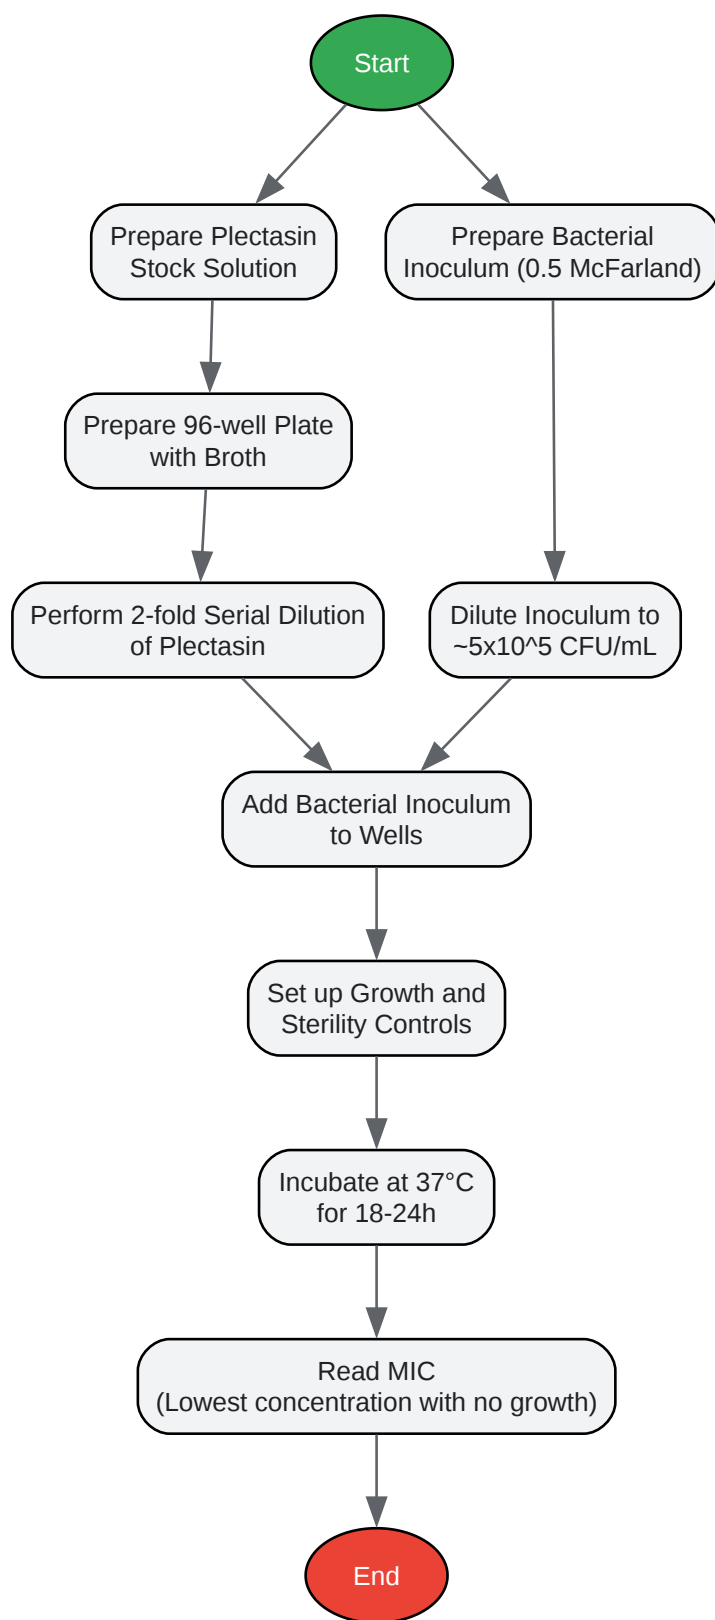 Start
Prepare Plectasin
Stock Solution
Prepare Bacterial
Inoculum (0.5 McFarland)
Prepare 96-well Plate
with Broth
Perform 2-fold Serial Dilution
of Plectasin
Dilute Inoculum to
~5x10^5 CFU/mL
Add Bacterial Inoculum
to Wells
Set up Growth and
Sterility Controls
Incubate at 37°C
for 18-24h
Read MIC
(Lowest concentration with no growth)
End